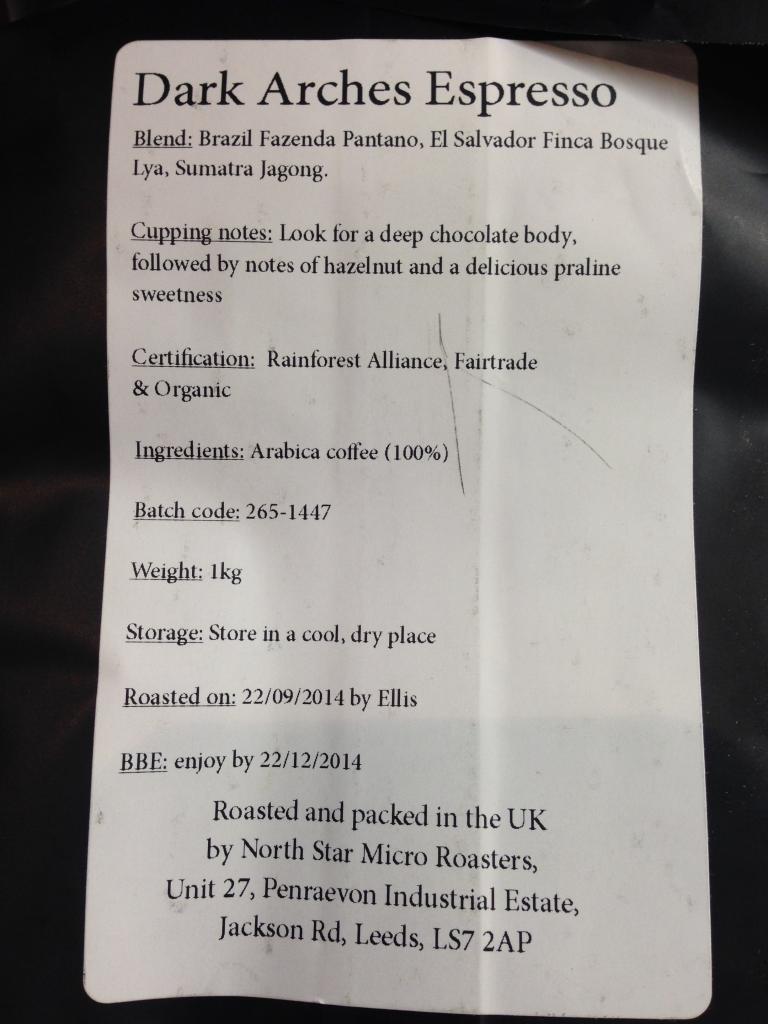 Dark Arches Espresso
Blend: Brazil Fazenda Pantano, El Salvador Finca Bosque
Lya, Sumatra Jagong.
Cupping notes: Look for a deep chocolate body,
followed by notes of hazelnut and a delicious praline
sweetness
Certification: Rainforest Alliance, Fairtrade
& Organic
Ingredients: Arabica coffee (100%)
Batch code: 265-1447
Weight: 1kg
Storage: Store in a cool, dry place
Roasted on: 22/09/2014 by Ellis
BBE: enjoy by 22/12/2014
Roasted and packed in the UK
by North Star Micro Roasters,
Unit 27, Penraevon Industrial Estate,
Jackson Rd, Leeds, LS7 2AP